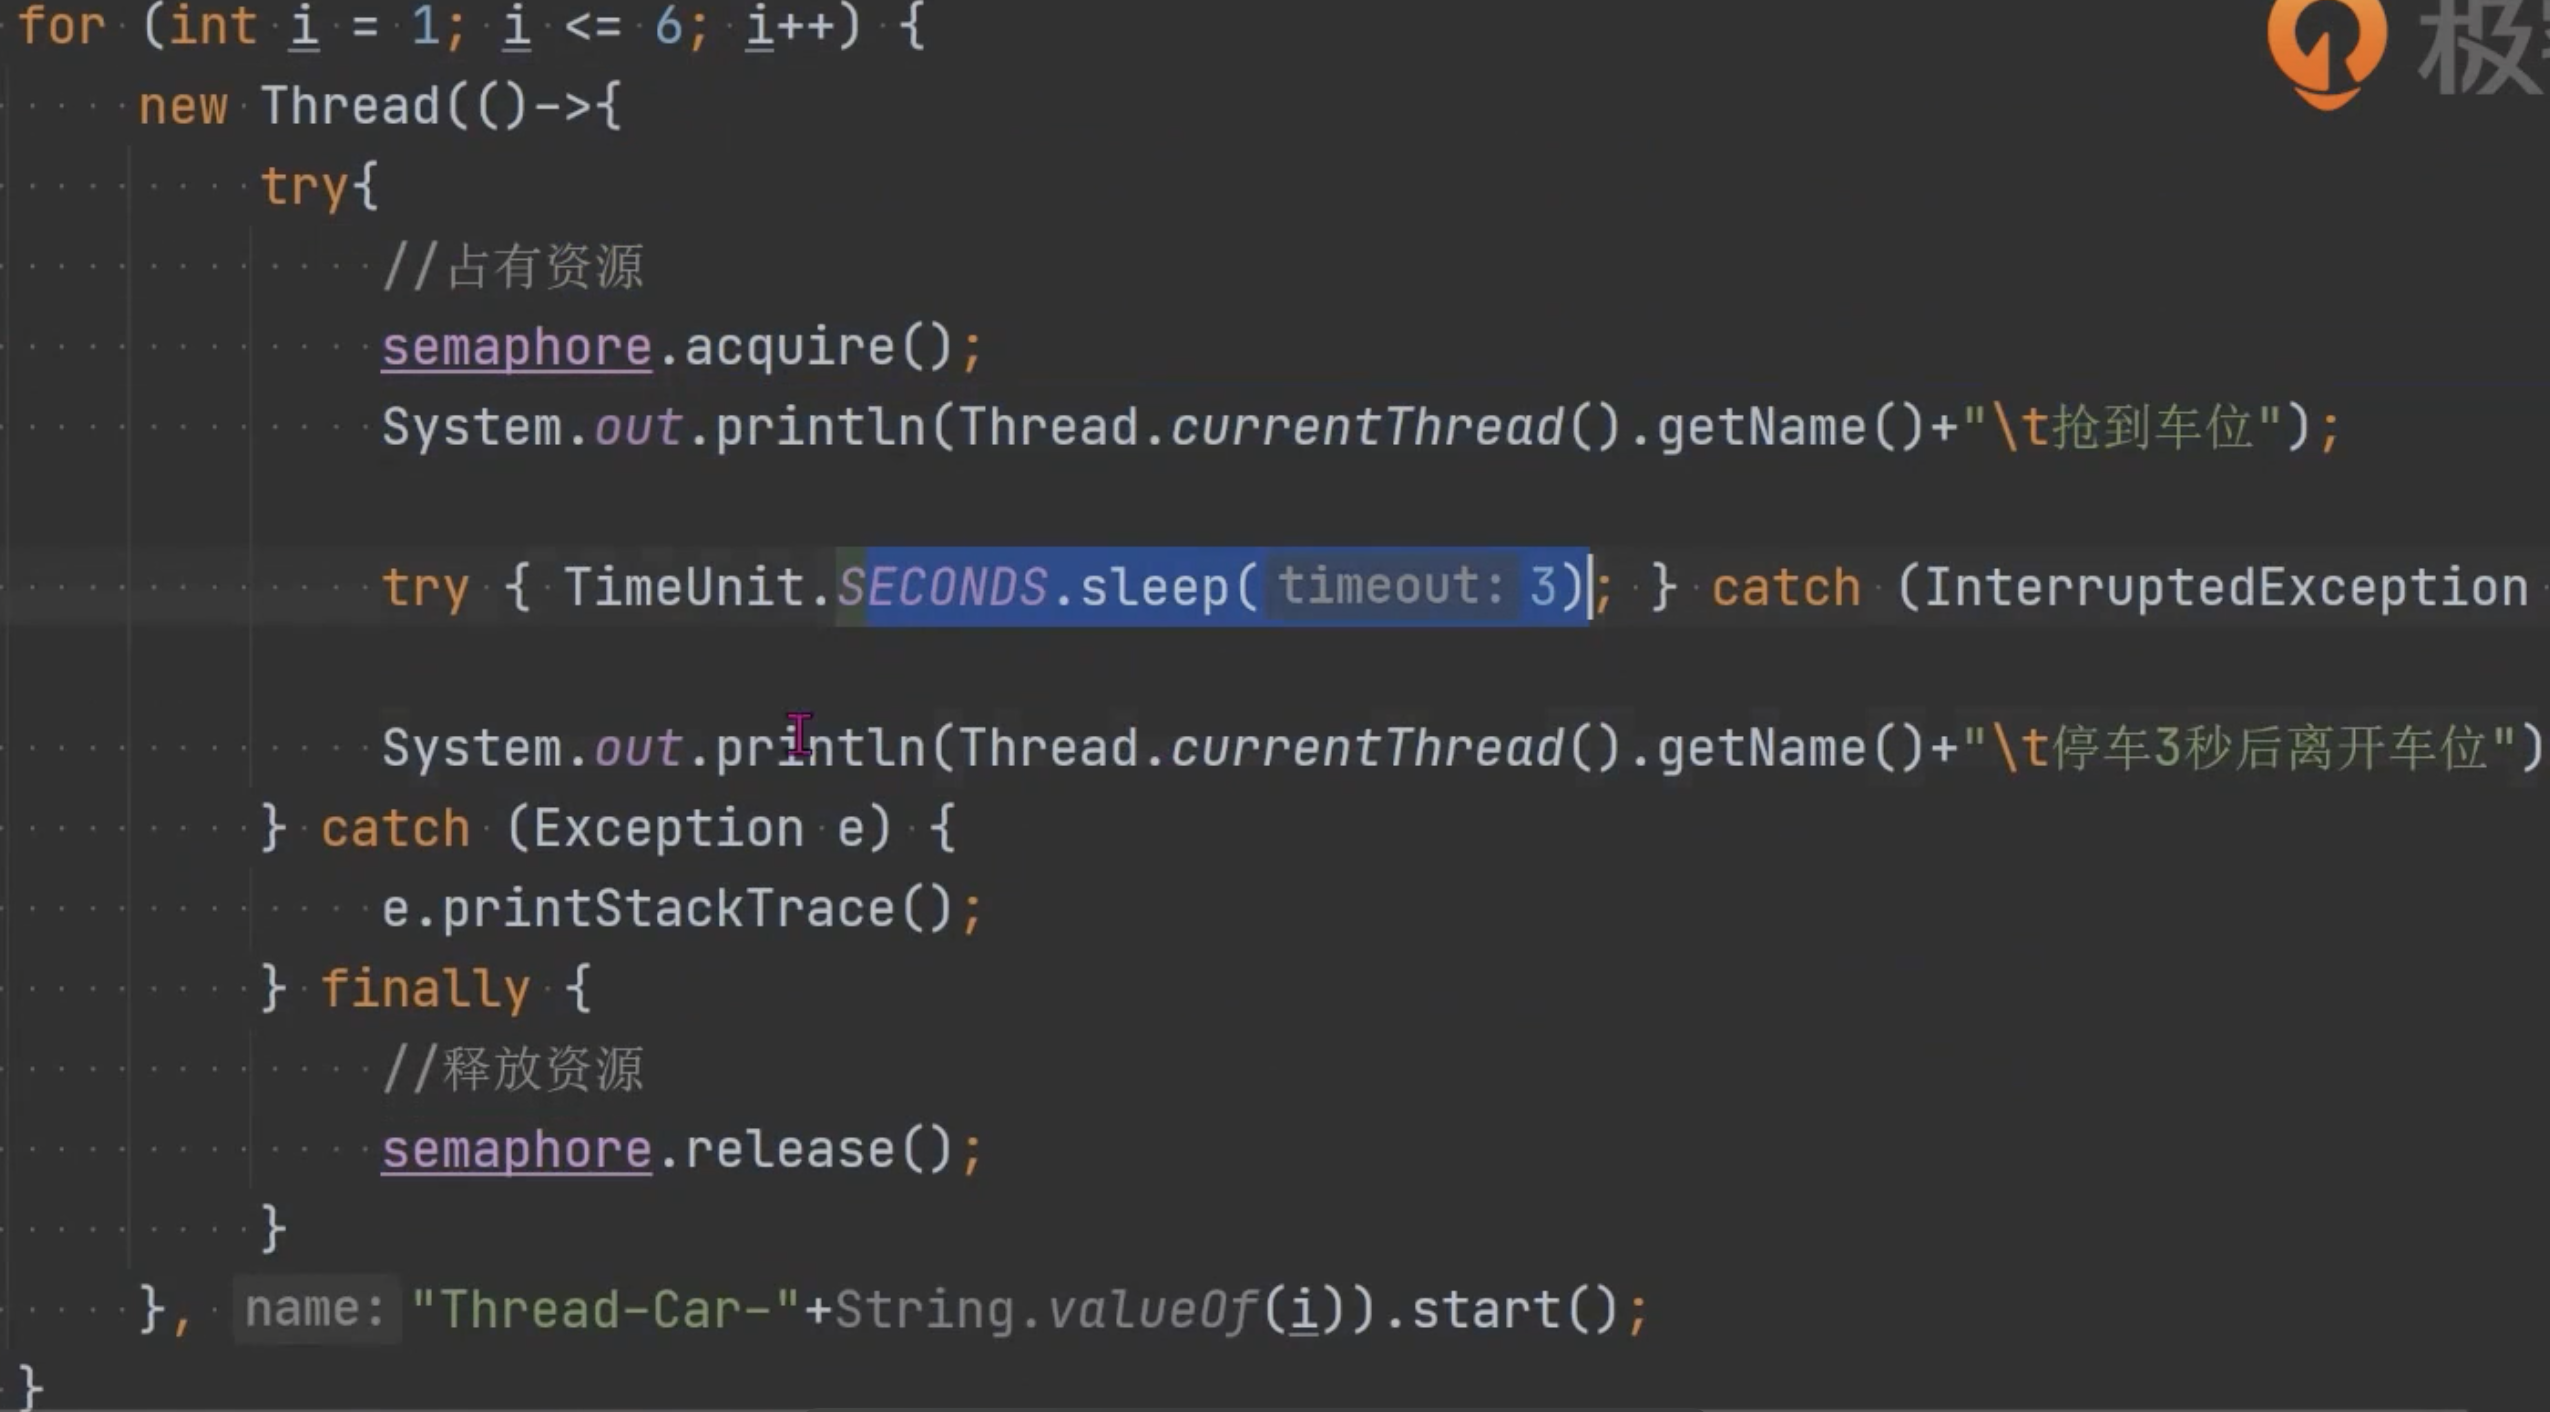 for (int i = 1; i <= 6; i++) {
极
new Thread(()->{
try{
//占有资源
semaphore.acquire();
System.out.println(Thread.currentThread().getName()+"\t抢到车位");
try { TimeUnit.SECONDS.sleep( timeout: 3); } catch (InterruptedException
System.out.println(Thread.currentThread().getName()+"\t停车3秒后离开车位")
} catch (Exception e) {
e.printStackTrace();
} finally {
//释放资源
semaphore.release();
}
}, name: "Thread-Car-"+String.valueOf(i)).start();
}